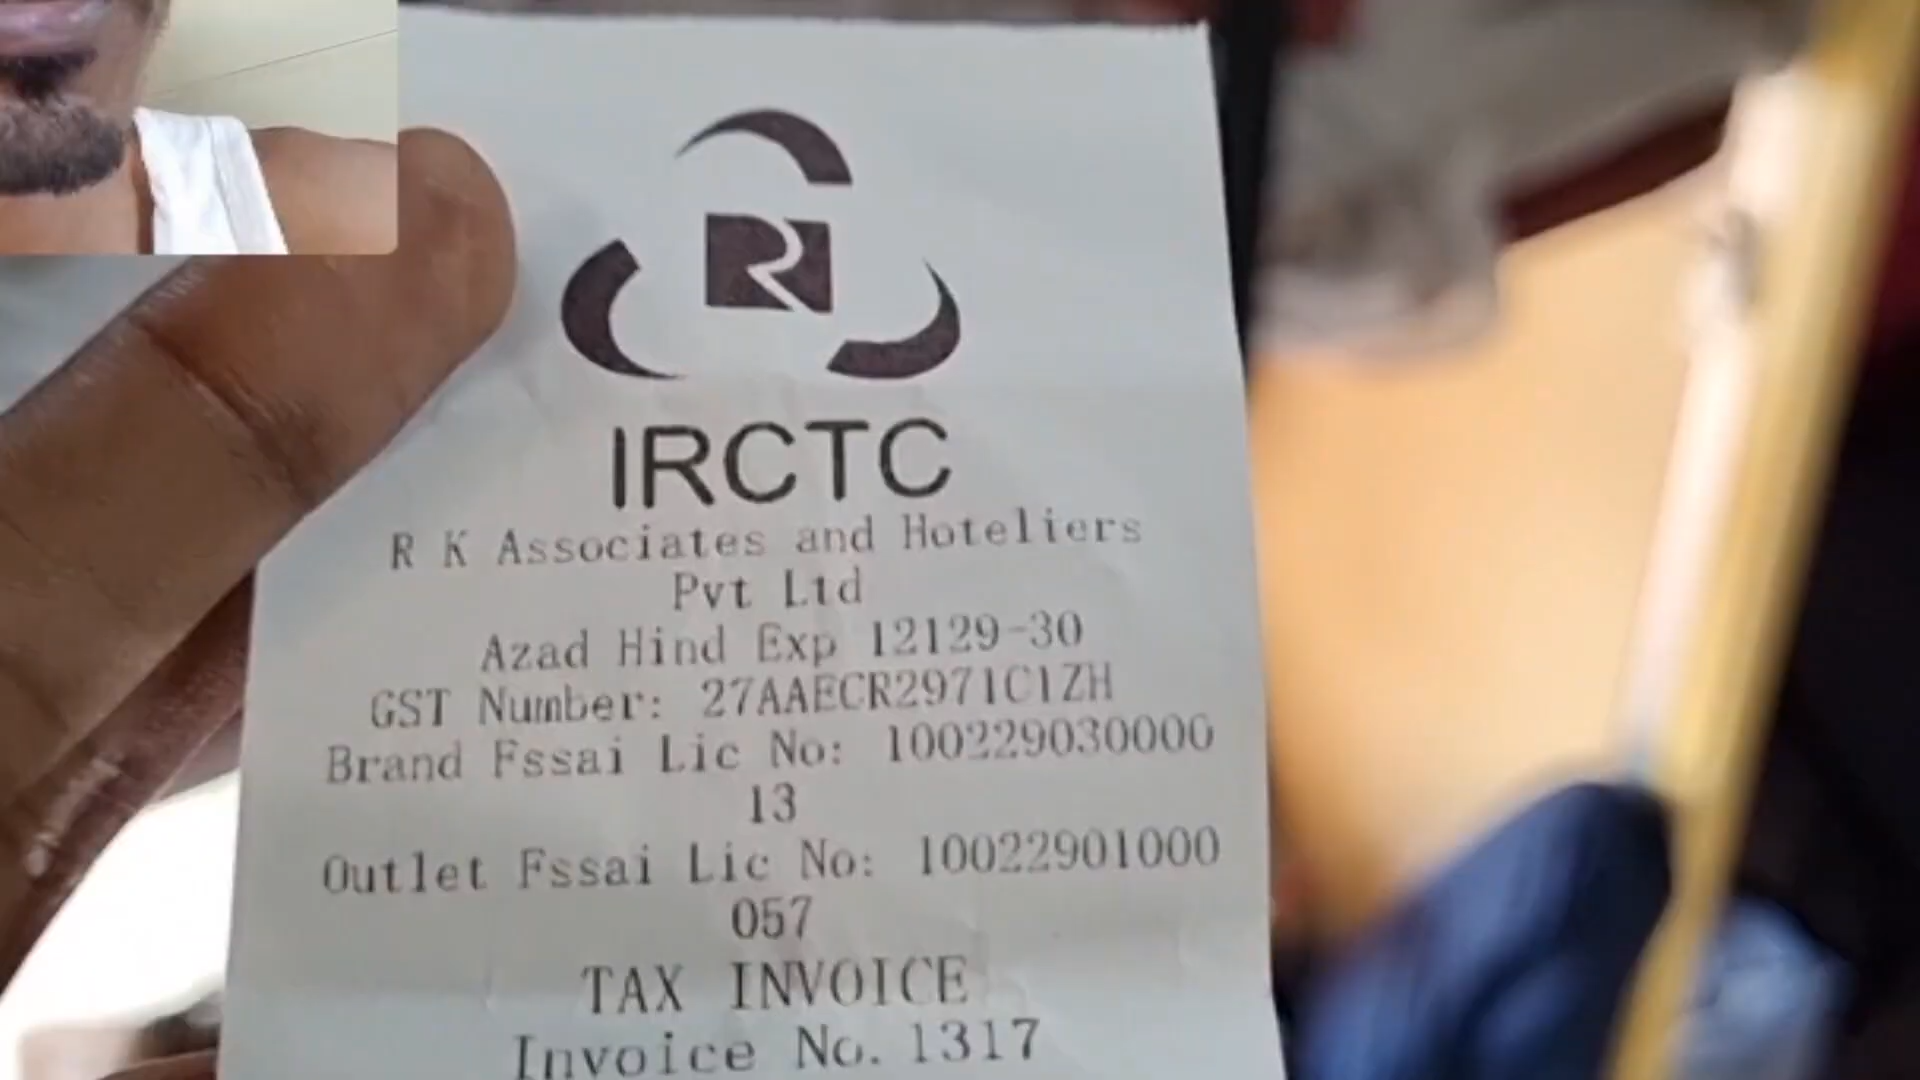 IRCTC
R K Associates and Hoteliers
Pvt Ltd
Azad Hind Exp 12129-30
GST Number: 27AAECR2971C1ZH
Brand Fssai Lic No: 100229030000
13
Outlet Fssai Lic No: 10022901000
057
TAX INVOICE
Invoice No. 1317